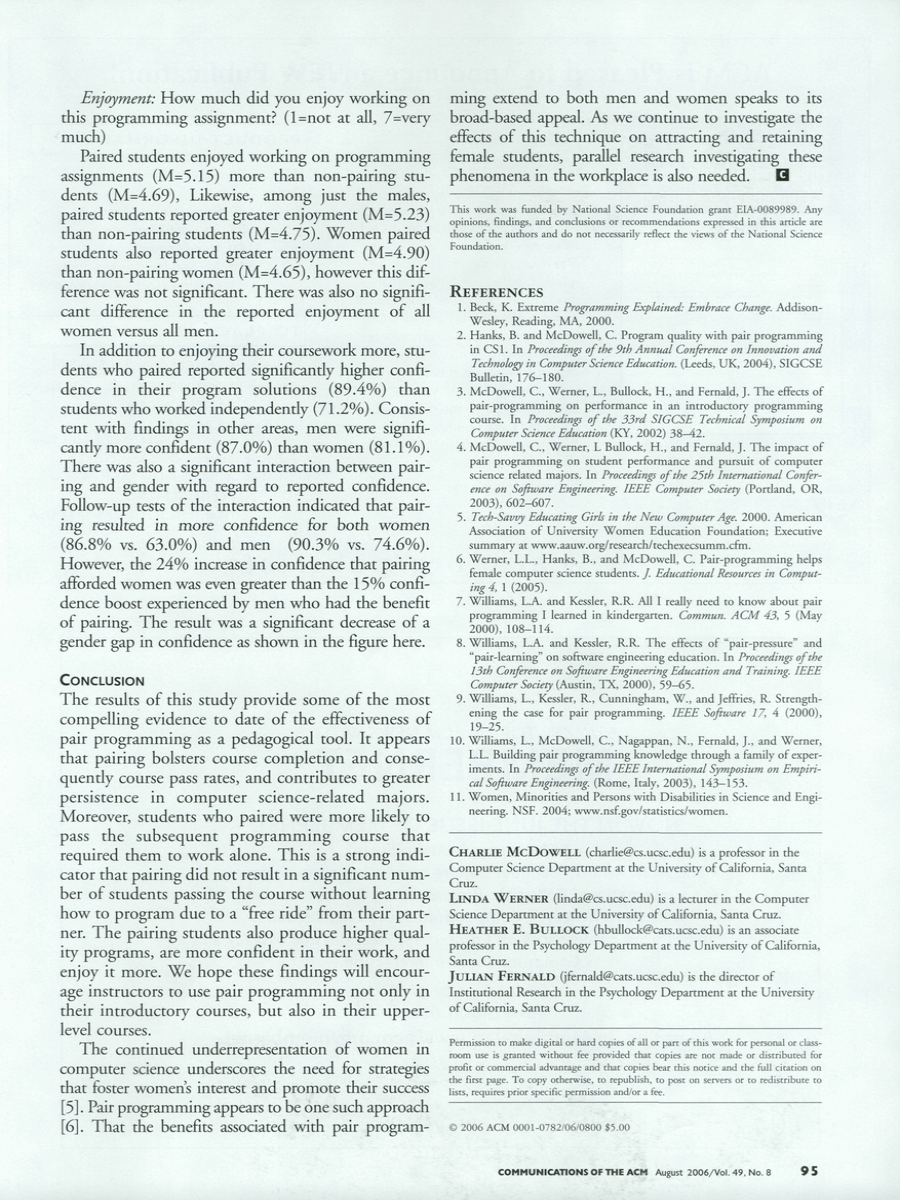 Enjoyment: How much did you enjoy working on
this programming assignment? (1=not at all, 7=very
much)
Paired students enjoyed working on programming
assignments (M=5.15) more than non-pairing stu-
dents (M=4.69), Likewise, among just the males,
paired students reported greater enjoyment (M=5.23)
than non-pairing students (M=4.75). Women paired
students also reported greater enjoyment (M=4.90)
than non-pairing women (M=4.65), however this dif-
ference was not significant. There was also no signifi-
cant difference in the reported enjoyment of all
women versus all men.
In addition to enjoying their coursework more, stu-
dents who paired reported significantly higher confi-
dence in their program solutions (89.4%) than
students who worked independently (71.2%). Consis-
tent with findings in other areas, men were signifi-
cantly more confident (87.0%) than women (81.1%).
There was also a significant interaction between pair-
ing and gender with regard to reported confidence.
Follow-up tests of the interaction indicated that pair-
ing resulted in more confidence for both women
(86.8% vs. 63.0%) and men (90.3% vs. 74.6%).
However, the 24% increase in confidence that pairing
afforded women was even greater than the 15% confi-
dence boost experienced by men who had the benefit
of pairing. The result was a significant decrease of a
gender gap in confidence as shown in the figure here.
CONCLUSION
The results of this study provide some of the most
compelling evidence to date of the effectiveness of
pair programming as a pedagogical tool. It appears
that pairing bolsters course completion and conse-
quently course pass rates, and contributes to greater
persistence in computer science-related majors.
Moreover, students who paired were more likely to
pass the subsequent programming course that
required them to work alone. This is a strong indi-
cator that pairing did not result in a significant num-
ber of students passing the course without learning
how to program due to a “free ride” from their part-
ner. The pairing students also produce higher qual-
ity programs, are more confident in their work, and
enjoy it more. We hope these findings will encour-
age instructors to use pair programming not only in
their introductory courses, but also in their upper-
level courses.
The continued underrepresentation of women in
computer science underscores the need for strategies
that foster women’s interest and promote their success
[5]. Pair programming appears to be one such approach
[6]. That the benefits associated with pair program-
ming extend to both men and women speaks to its
broad-based appeal. As we continue to investigate the
effects of this technique on attracting and retaining
female students, parallel research investigating these
phenomena in the workplace is also needed. C
This work was funded by National Science Foundation grant EIA-0089989. Any
opinions, findings, and conclusions or recommendations expressed in this article are
those of the authors and do not necessarily reflect the views of the National Science
Foundation.
REFERENCES
1. Beck, K. Extreme Programming Explained: Embrace Change. Addison-
Wesley, Reading, MA, 2000.
2. Hanks, B. and McDowell, C. Program quality with pair programming
in CS1. In Proceedings of the 9th Annual Conference on Innovation and
Technology in Computer Science Education. (Leeds, UK, 2004), SIGCSE
Bulletin, 176–180.
3. McDowell, C., Werner, L., Bullock, H., and Fernald, J. The effects of
pair-programming on performance in an introductory programming
course. In Proceedings of the 33rd SIGCSE Technical Symposium on
Computer Science Education (KY, 2002) 38–42.
4. McDowell, C., Werner, L Bullock, H., and Fernald, J. The impact of
pair programming on student performance and pursuit of computer
science related majors. In Proceedings of the 25th International Confer-
ence on Software Engineering. IEEE Computer Society (Portland, OR,
2003), 602–607.
5. Tech-Savvy Educating Girls in the New Computer Age. 2000. American
Association of University Women Education Foundation; Executive
summary at www.aauw.org/research/techexecsumm.cfm.
6. Werner, L.L., Hanks, B., and McDowell, C. Pair-programming helps
female computer science students. J. Educational Resources in Comput-
ing 4, 1 (2005).
7. Williams, L.A. and Kessler, R.R. All I really need to know about pair
programming I learned in kindergarten. Commun. ACM 43, 5 (May
2000), 108–114.
8. Williams, L.A. and Kessler, R.R. The effects of “pair-pressure” and
“pair-learning” on software engineering education. In Proceedings of the
13th Conference on Software Engineering Education and Training. IEEE
Computer Society (Austin, TX, 2000), 59–65.
9. Williams, L., Kessler, R., Cunningham, W., and Jeffries, R. Strength-
ening the case for pair programming. IEEE Software 17, 4 (2000),
19–25.
10. Williams, L., McDowell, C., Nagappan, N., Fernald, J., and Werner,
L.L. Building pair programming knowledge through a family of exper-
iments. In Proceedings of the IEEE International Symposium on Empiri-
cal Software Engineering. (Rome, Italy, 2003), 143–153.
11. Women, Minorities and Persons with Disabilities in Science and Engi-
neering. NSF. 2004; www.nsf.gov/statistics/women.
CHARLIE MCDOWELL (charlie@cs.ucsc.edu) is a professor in the
Computer Science Department at the University of California, Santa
Cruz.
LINDA WERNER (linda@cs.ucsc.edu) is a lecturer in the Computer
Science Department at the University of California, Santa Cruz.
HEATHER E. BULLOCK (hbullock@cats.ucsc.edu) is an associate
professor in the Psychology Department at the University of California,
Santa Cruz.
JULIAN FERNALD (jfernald@cats.ucsc.edu) is the director of
Institutional Research in the Psychology Department at the University
of California, Santa Cruz.
Permission to make digital or hard copies of all or part of this work for personal or class-
room use is granted without fee provided that copies are not made or distributed for
profit or commercial advantage and that copies bear this notice and the full citation on
the first page. To copy otherwise, to republish, to post on servers or to redistribute to
lists, requires prior specific permission and/or a fee.
© 2006 ACM 0001-0782/06/0800 $5.00
COMMUNICATIONS OF THE ACM August 2006/Vol. 49, No. 8 95